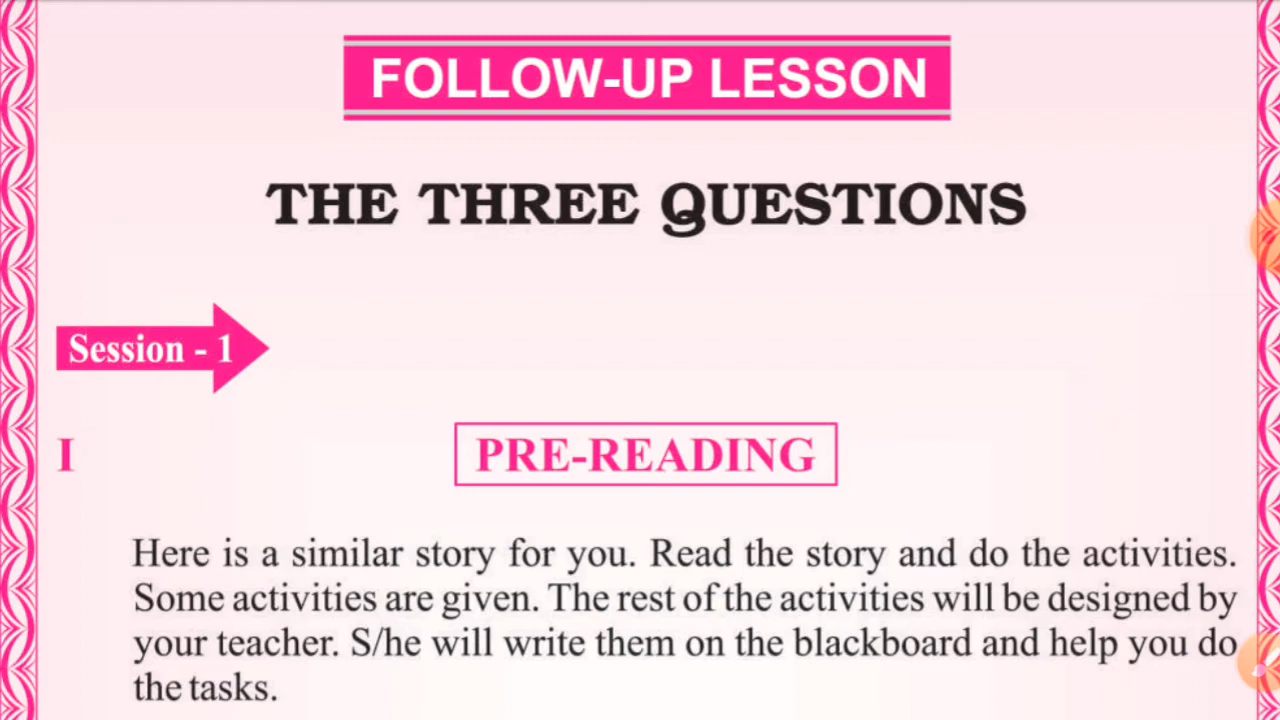 FOLLOW-UP LESSON
THE THREE QUESTIONS
Session - 1
I
PRE-READING
Here is a similar story for you. Read the story and do the activities.
Some activities are given. The rest of the activities will be designed by
your teacher. S/he will write them on the blackboard and help you do
the tasks.